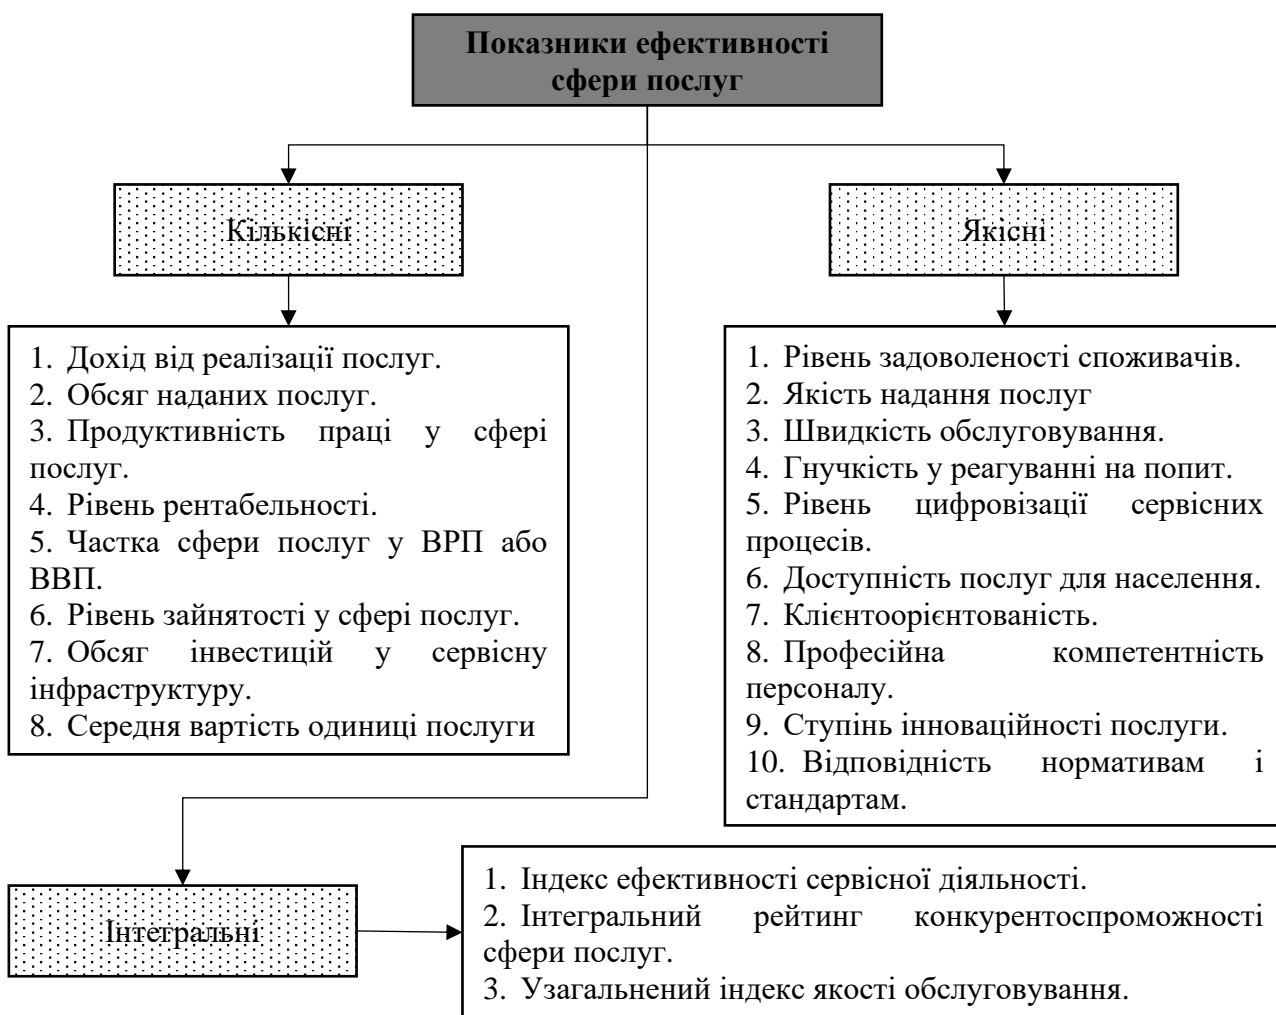 Показники ефективності
сфери послуг
Кількісні
Якісні
1. Дохід від реалізації послуг.
2. Обсяг наданих послуг.
3. Продуктивність праці у сфері
послуг.
4. Рівень рентабельності.
5. Частка сфери послуг у ВРП або
ВВП.
6. Рівень зайнятості у сфері послуг.
7. Обсяг інвестицій у сервісну
інфраструктуру.
8. Середня вартість одиниці послуги
1. Рівень задоволеності споживачів.
2. Якість надання послуг
3. Швидкість обслуговування.
4. Гнучкість у реагуванні на попит.
5. Рівень цифровізації сервісних
процесів.
6. Доступність послуг для населення.
7. Клієнтоорієнтованість.
8. Професійна компетентність
персоналу.
9. Ступінь інноваційності послуги.
10. Відповідність нормативам і
стандартам.
Інтегральні
1. Індекс ефективності сервісної діяльності.
2. Інтегральний рейтинг конкурентоспроможності
сфери послуг.
3. Узагальнений індекс якості обслуговування.